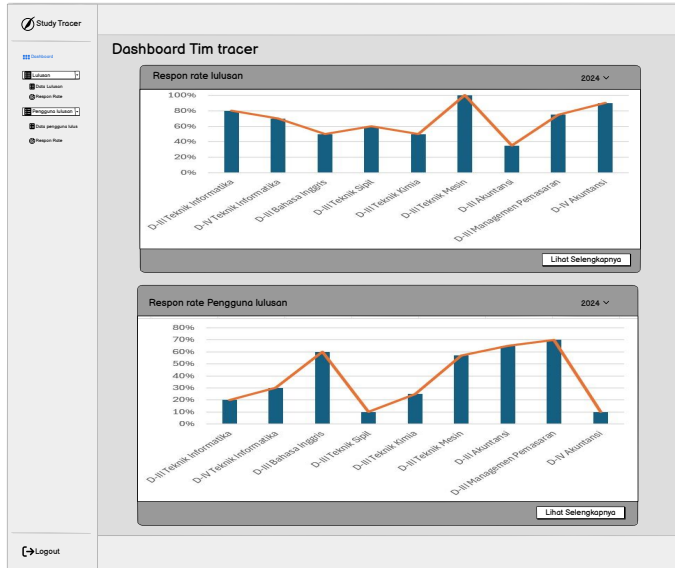 Study Tracer
Dashboard
Lulusan
Data Lulusan
Respon Rate
Pengguna lulusan
Data pengguna lulus
Respon Rate
Logout
Dashboard Tim tracer
Respon rate lulusan
2024
100%
80%
60%
40%
20%
0%
D-III Teknik Informatika
D-IV Teknik Informatika
D-III Bahasa Inggris
D-III Teknik Sipil
D-III Teknik Kimia
D-III Teknik Mesin
D-III Akuntansi
D-III Managemen Pemasaran
D-IV Akuntansi
Lihat Selengkapnya
Respon rate Pengguna lulusan
2024
80%
70%
60%
50%
40%
30%
20%
10%
0%
D-III Teknik Informatika
D-IV Teknik Informatika
D-III Bahasa Inggris
D-III Teknik Sipil
D-III Teknik Kimia
D-III Teknik Mesin
D-III Akuntansi
D-III Managemen Pemasaran
D-IV Akuntansi
Lihat Selengkapnya